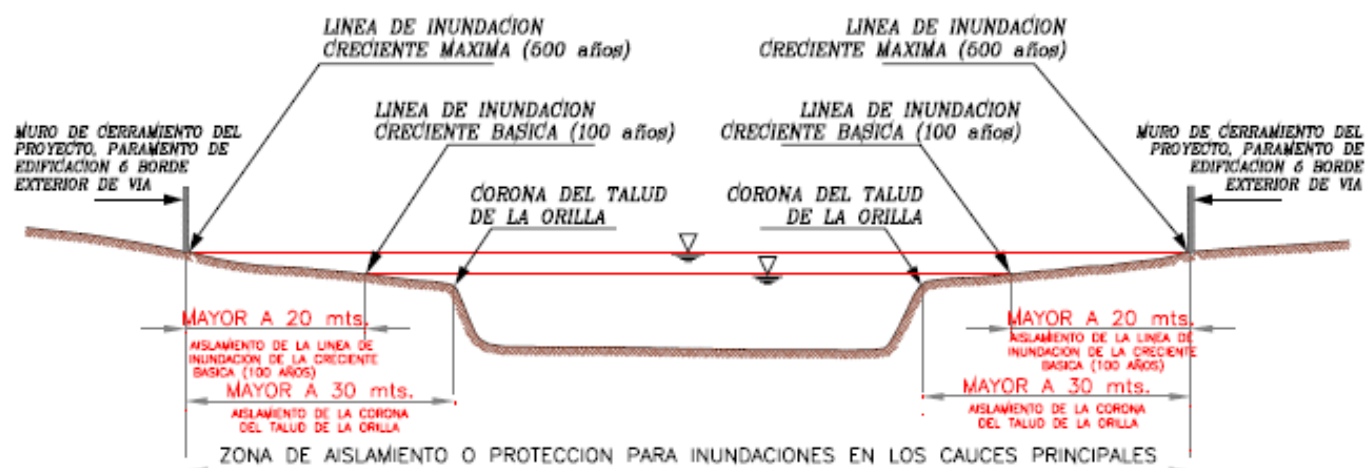 LINEA DE INUNDACION
CRECIENTE MAXIMA (500 años)
LINEA DE INUNDACION
CRECIENTE MAXIMA (500 años)
LINEA DE INUNDACION
CRECIENTE BASICA (100 años)
LINEA DE INUNDACION
CRECIENTE BASICA (100 años)
MURO DE CERRAMIENTO DEL
PROYECTO, PARAMENTO DE
EDIFICACION ó BORDE
EXTERIOR DE VIA
MURO DE CERRAMIENTO DEL
PROYECTO, PARAMENTO DE
EDIFICACION ó BORDE
EXTERIOR DE VIA
CORONA DEL TALUD
DE LA ORILLA
CORONA DEL TALUD
DE LA ORILLA
MAYOR A 20 mts.
AISLAMIENTO DE LA LINEA DE
INUNDACION DE LA CRECIENTE
BASICA (100 AÑOS)
MAYOR A 30 mts.
AISLAMIENTO DE LA CORONA
DEL TALUD DE LA ORILLA
MAYOR A 20 mts.
AISLAMIENTO DE LA LINEA DE
INUNDACION DE LA CRECIENTE
BASICA (100 AÑOS)
MAYOR A 30 mts.
AISLAMIENTO DE LA CORONA
DEL TALUD DE LA ORILLA
ZONA DE AISLAMIENTO O PROTECCION PARA INUNDACIONES EN LOS CAUCES PRINCIPALES